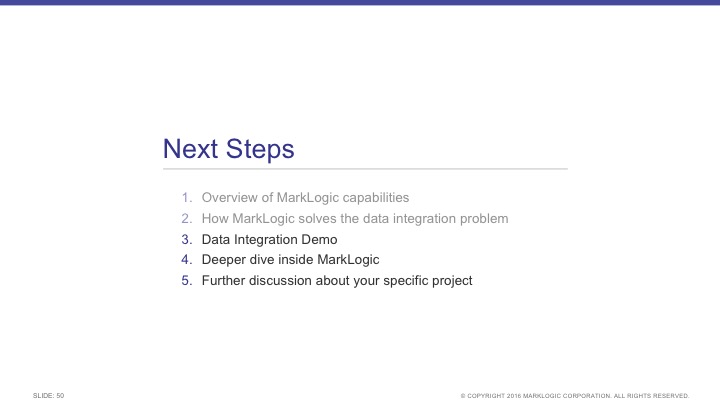 Next Steps
1. Overview of MarkLogic capabilities
2. How MarkLogic solves the data integration problem
3. Data Integration Demo
4. Deeper dive inside MarkLogic
5. Further discussion about your specific project
SLIDE: 50
© COPYRIGHT 2016 MARKLOGIC CORPORATION. ALL RIGHTS RESERVED.